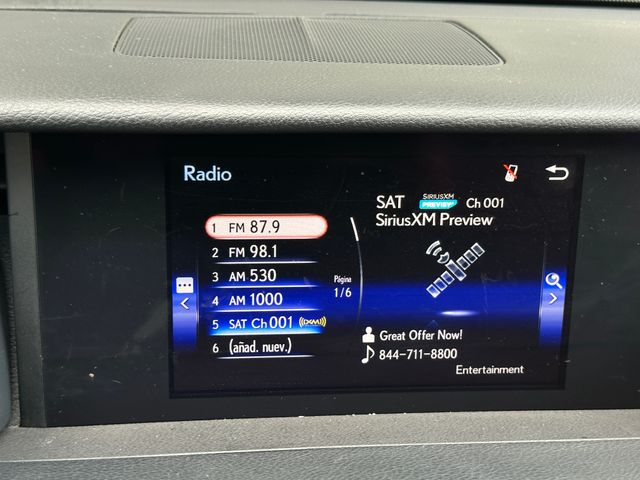 Radio
SAT SIRIUSXM PREVIEW Ch 001
SiriusXM Preview
1 FM 87.9
2 FM 98.1
3 AM 530
4 AM 1000
5 SAT Ch 001 ((XM))
6 (añad. nuev.)
Página
1/6
Great Offer Now!
844-711-8800
Entertainment